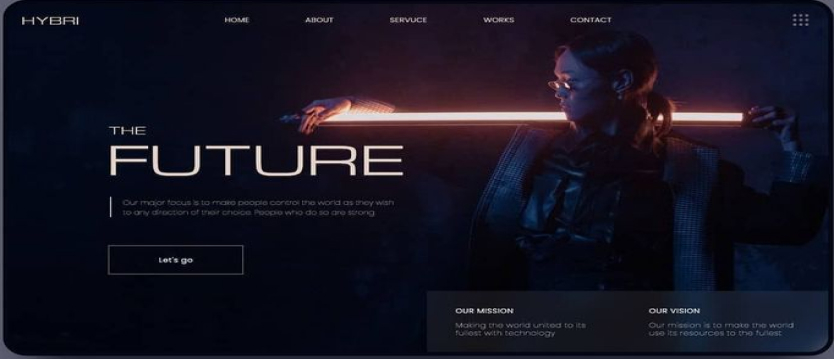 HYBRI
HOME ABOUT SERVUCE WORKS CONTACT
THE
FUTURE
Our major focus is to make people control the world as they wish
to any direction of their choice. People who do so are strong
Let's go
OUR MISSION
Making the world united to its
fullest with technology
OUR VISION
Our mission is to make the world
use its resources to the fullest